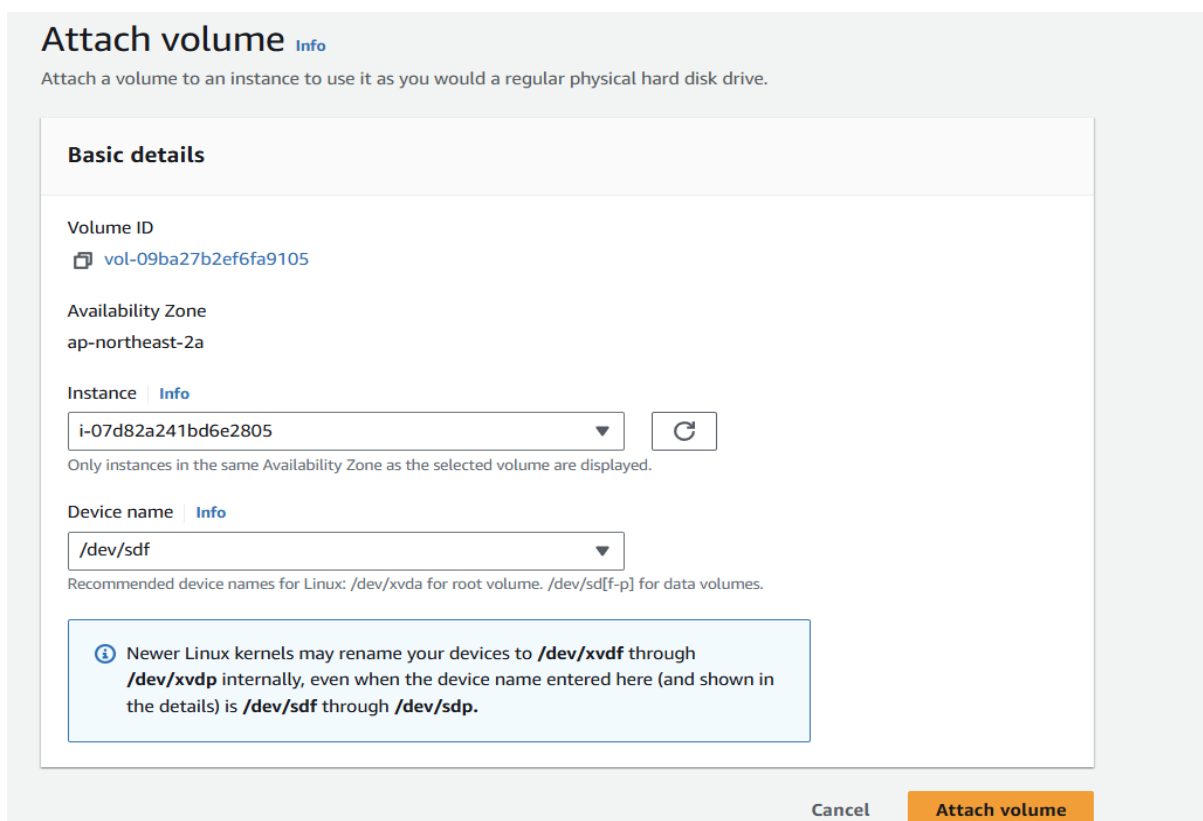 Attach volume Info
Attach a volume to an instance to use it as you would a regular physical hard disk drive.
Basic details
Volume ID
vol-09ba27b2ef6fa9105
Availability Zone
ap-northeast-2a
Instance Info
i-07d82a241bd6e2805
Only instances in the same Availability Zone as the selected volume are displayed.
Device name Info
/dev/sdf
Recommended device names for Linux: /dev/xvda for root volume. /dev/sd[f-p] for data volumes.
Newer Linux kernels may rename your devices to /dev/xvdf through
/dev/xvdp internally, even when the device name entered here (and shown in
the details) is /dev/sdf through /dev/sdp.
Cancel Attach volume